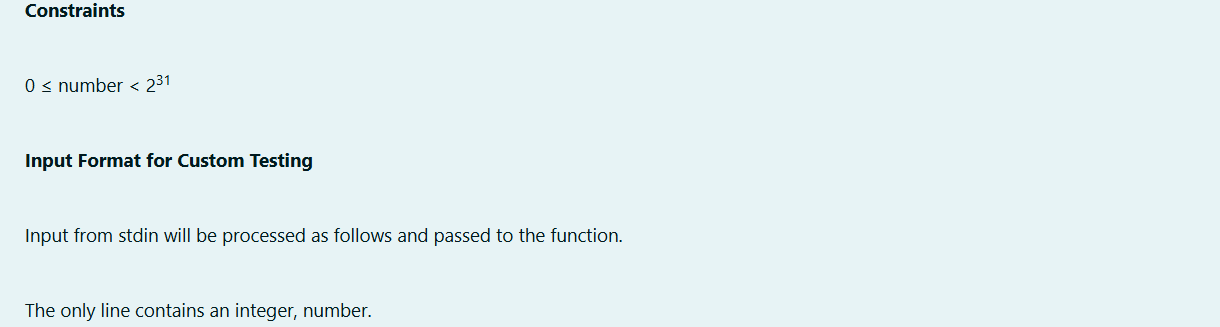 Constraints
0 ≤ number < 2³¹
Input Format for Custom Testing
Input from stdin will be processed as follows and passed to the function.
The only line contains an integer, number.